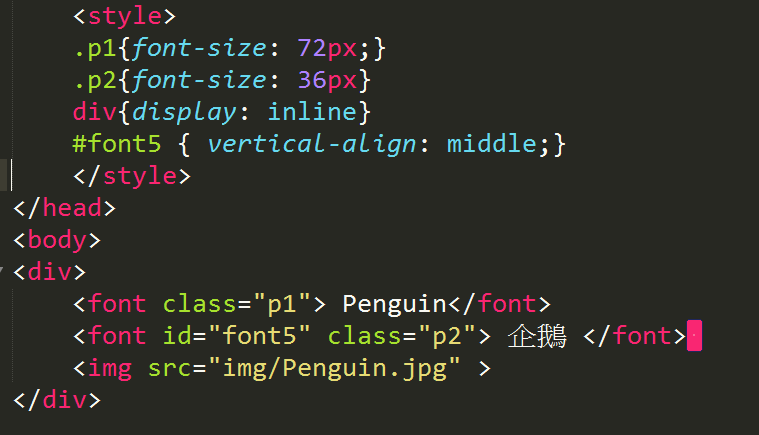 <style>
.p1{font-size: 72px;}
.p2{font-size: 36px}
div{display: inline}
#font5 { vertical-align: middle;}
</style>
</head>
<body>
<div>
<font class="p1"> Penguin</font>
<font id="font5" class="p2"> 企鵝 </font>
<img src="img/Penguin.jpg" >
</div>